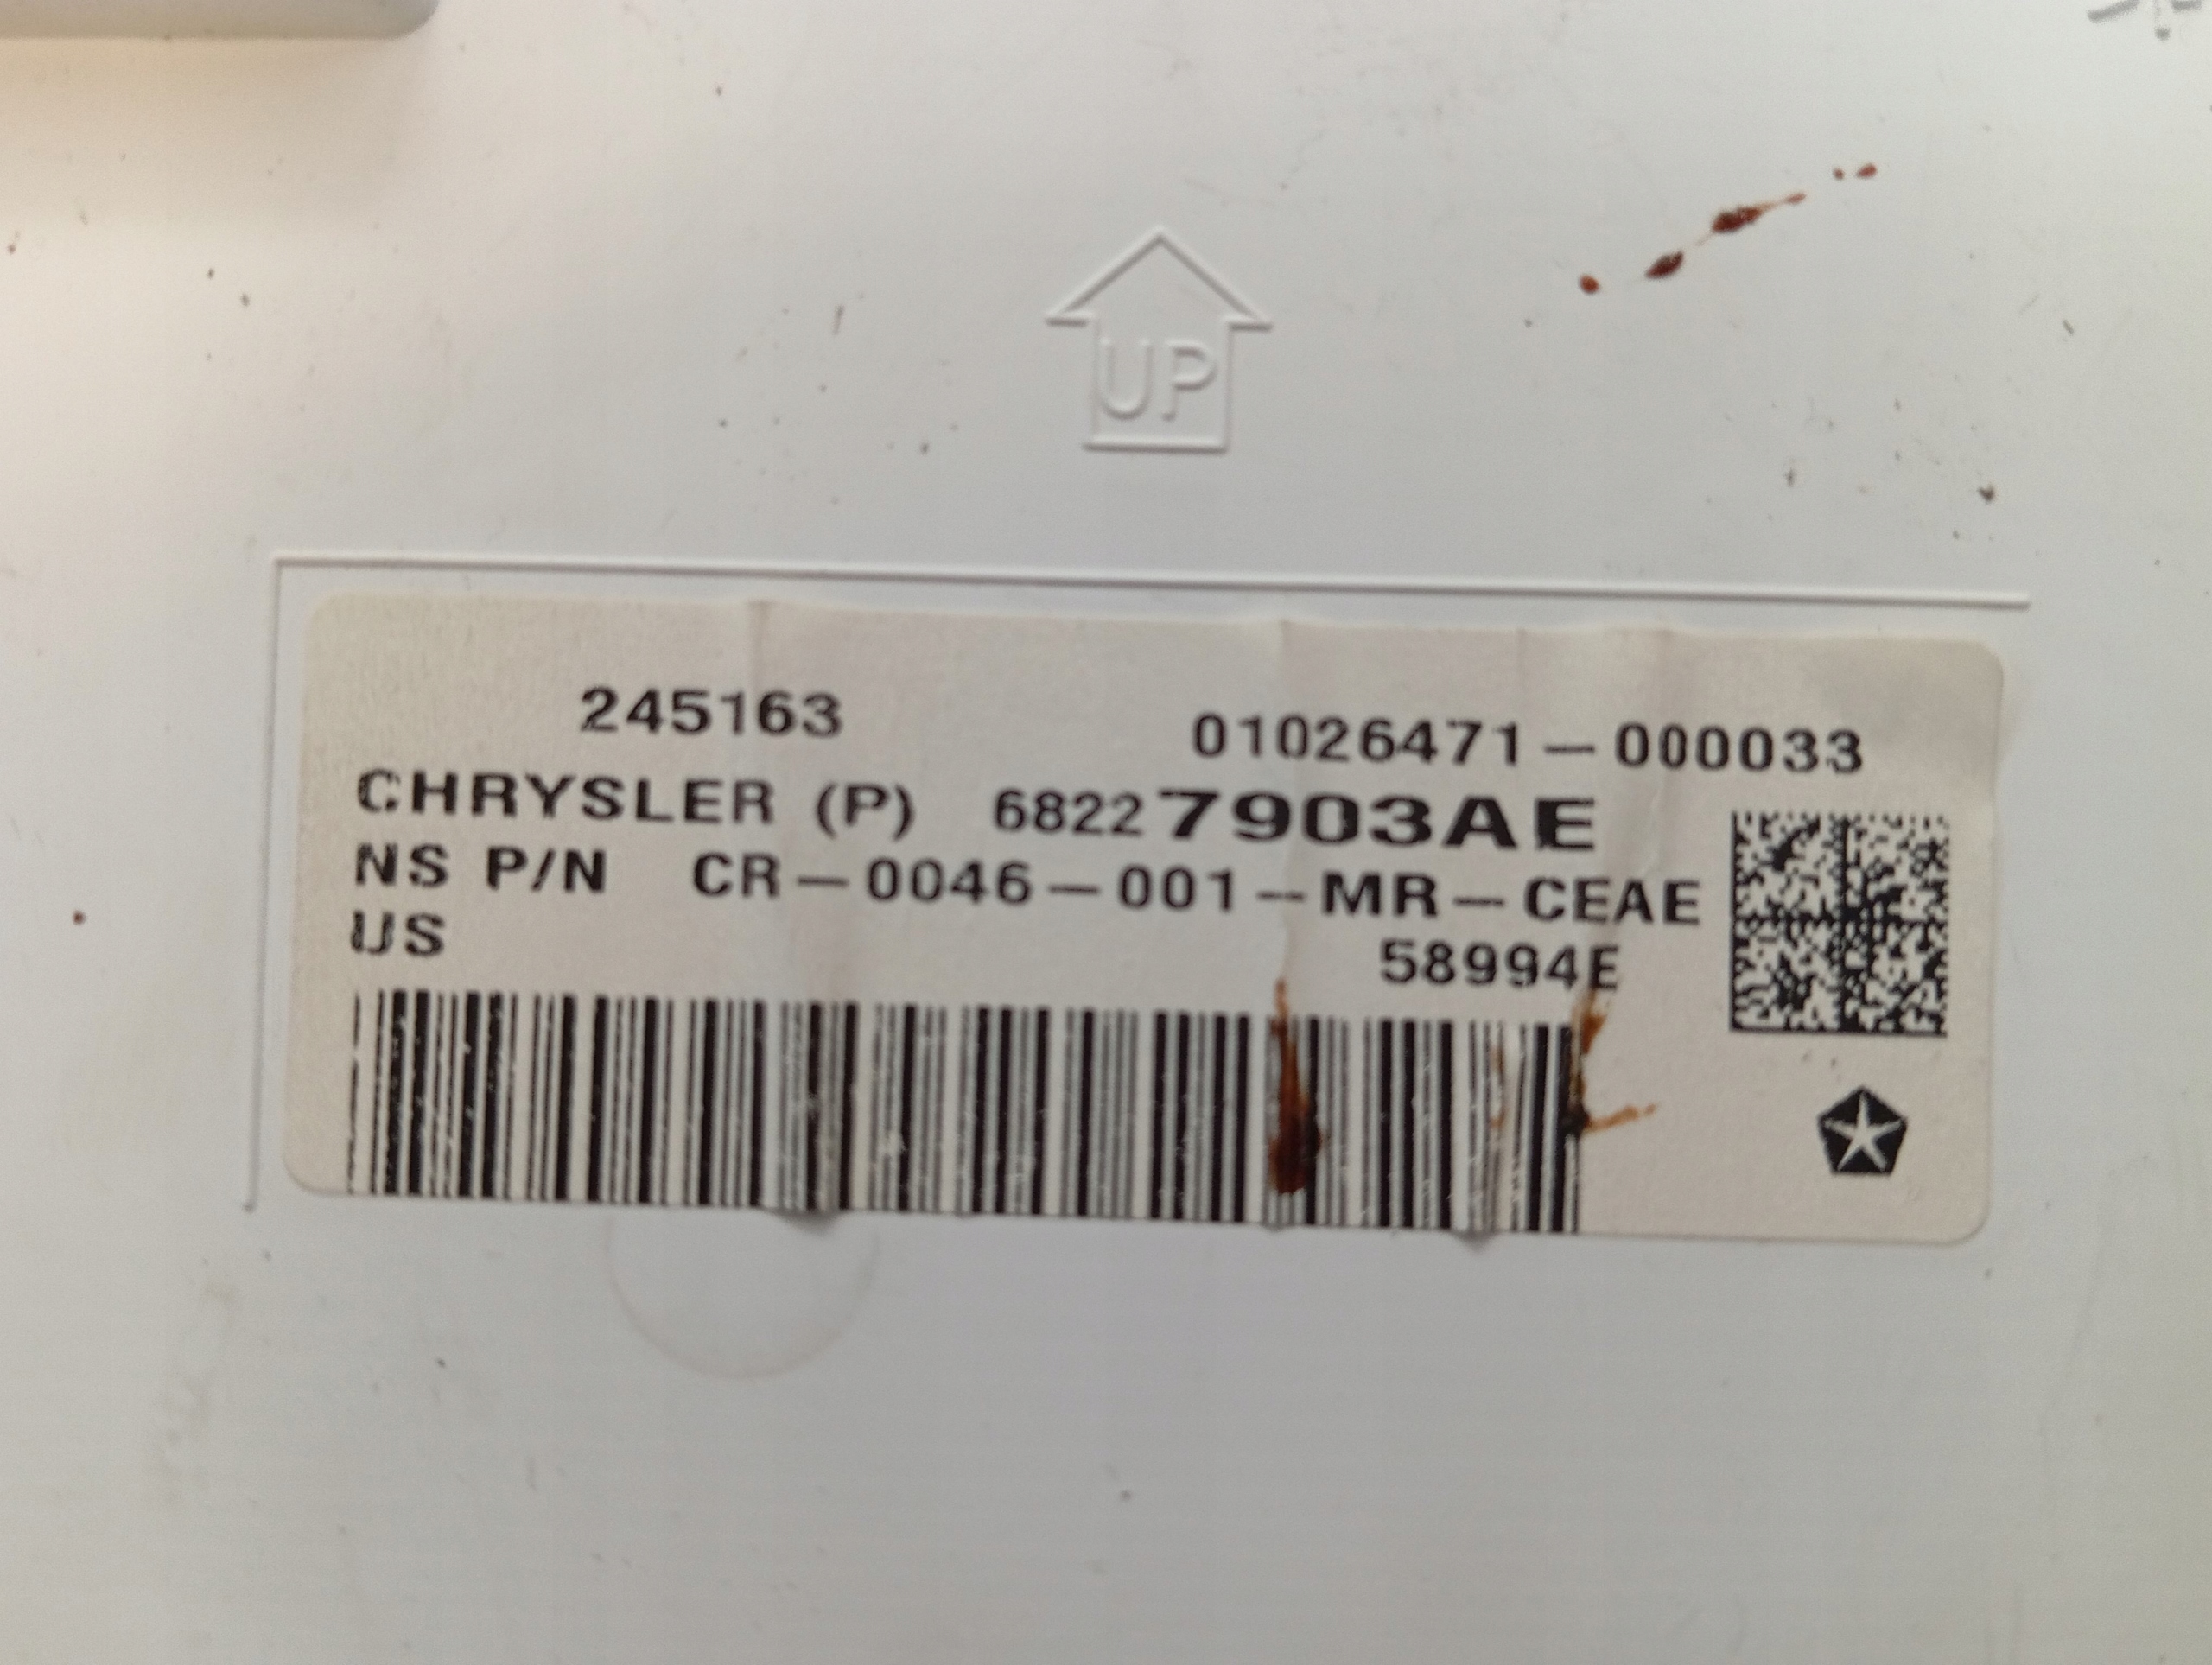 UP
245163 01026471-000033
CHRYSLER (P) 68227903AE
NS P/N CR-0046-001-MR-CEAE
US
58994E